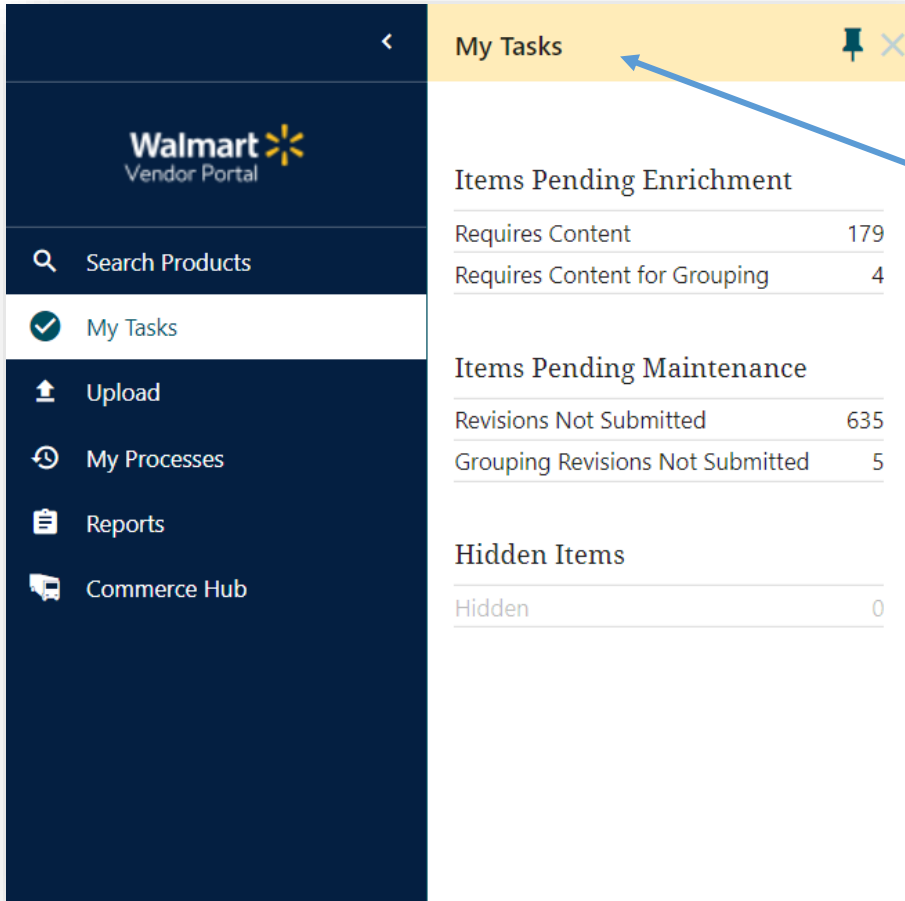 Walmart
Vendor Portal
Search Products
My Tasks
Upload
My Processes
Reports
Commerce Hub
My Tasks
Items Pending Enrichment
Requires Content 179
Requires Content for Grouping 4
Items Pending Maintenance
Revisions Not Submitted 635
Grouping Revisions Not Submitted 5
Hidden Items
Hidden 0